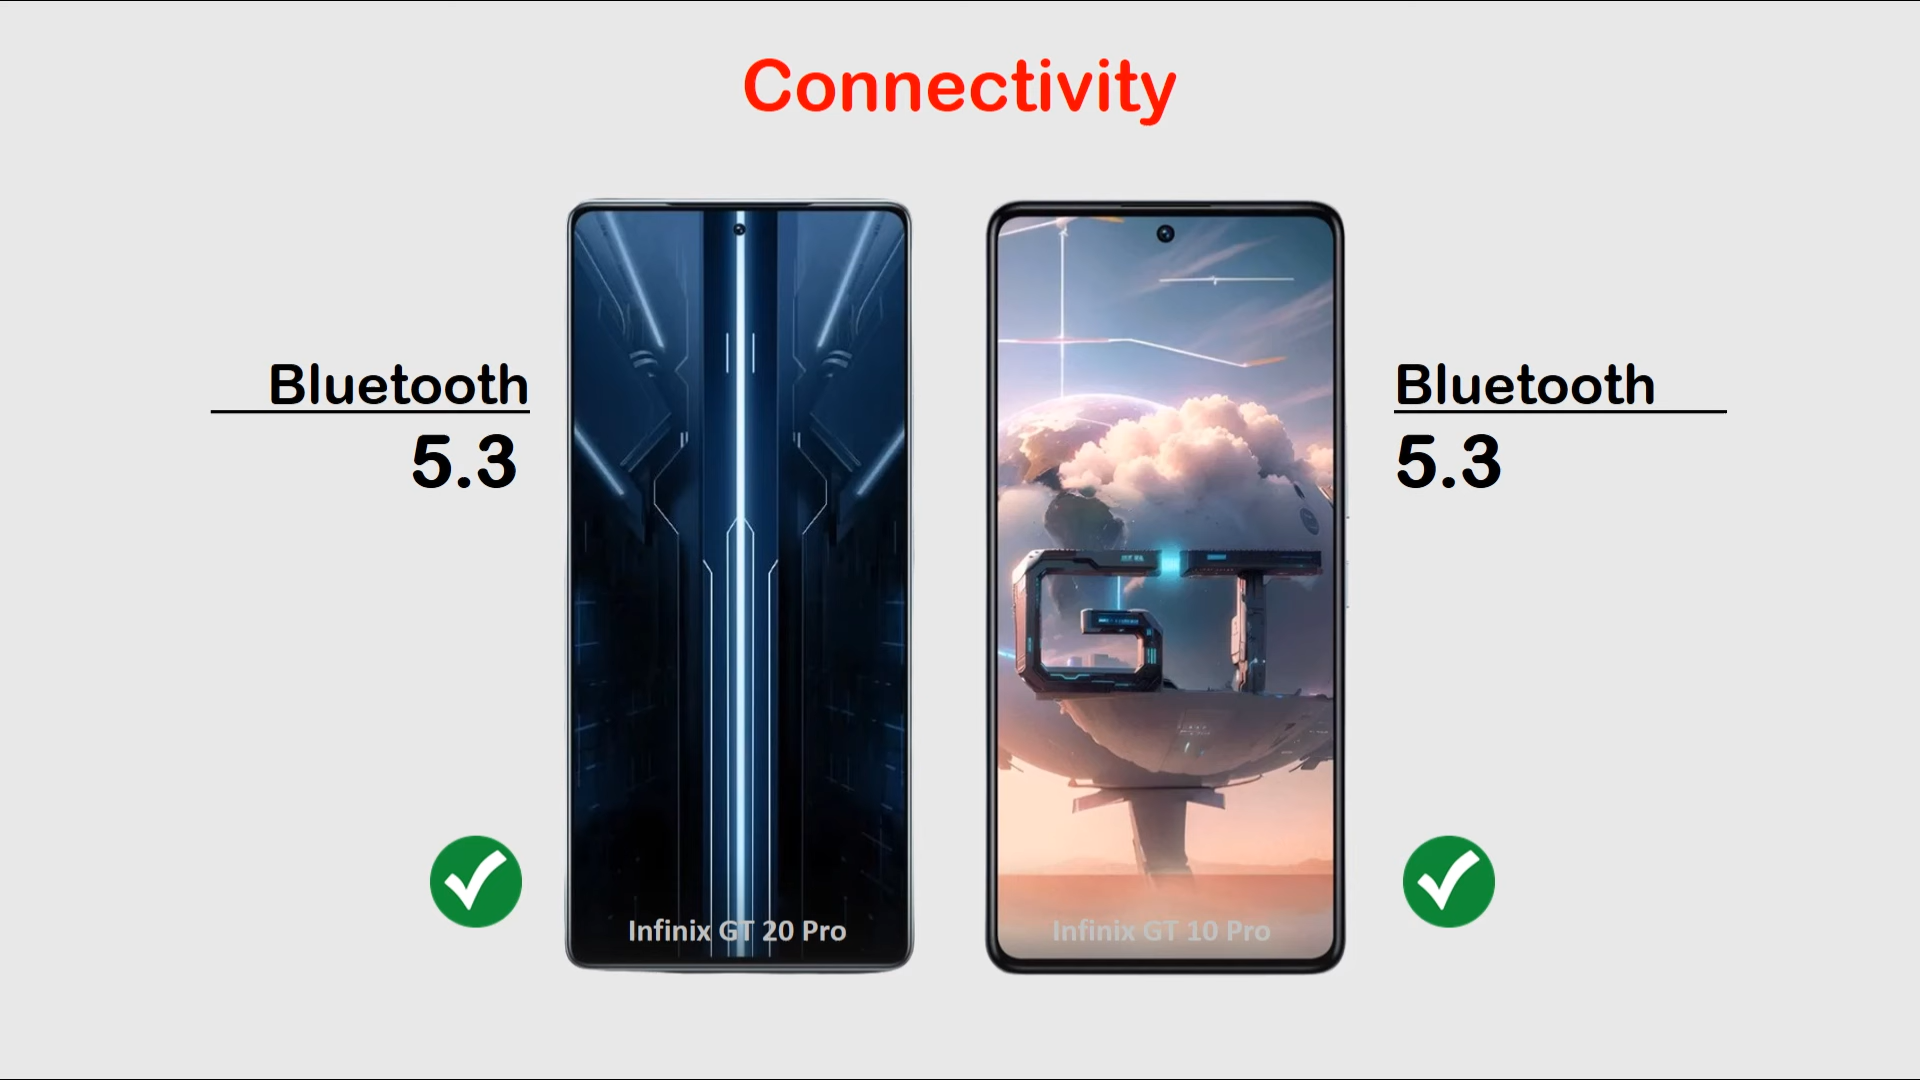 Connectivity
Bluetooth
5.3
Bluetooth
5.3
GT
Infinix GT 20 Pro
Infinix GT 10 Pro